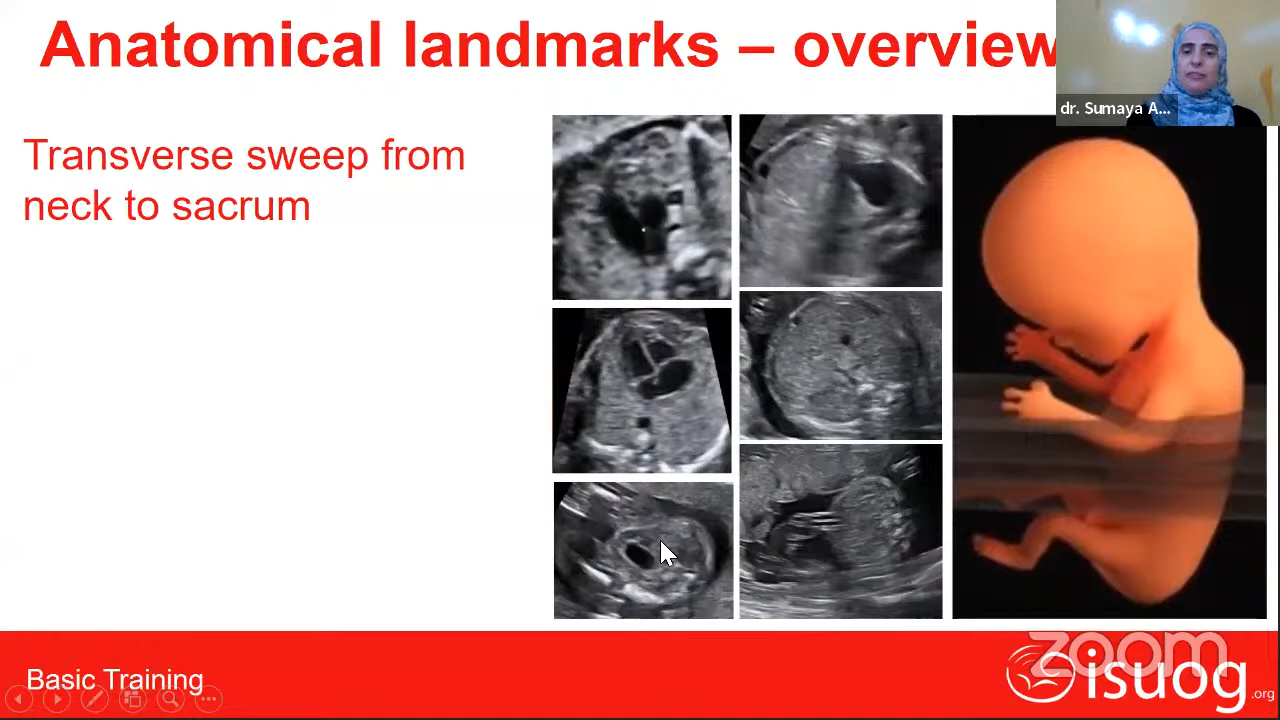 Anatomical landmarks – overview
dr. Sumaya A...
Transverse sweep from
neck to sacrum
zoom
Basic Training
isuog.org